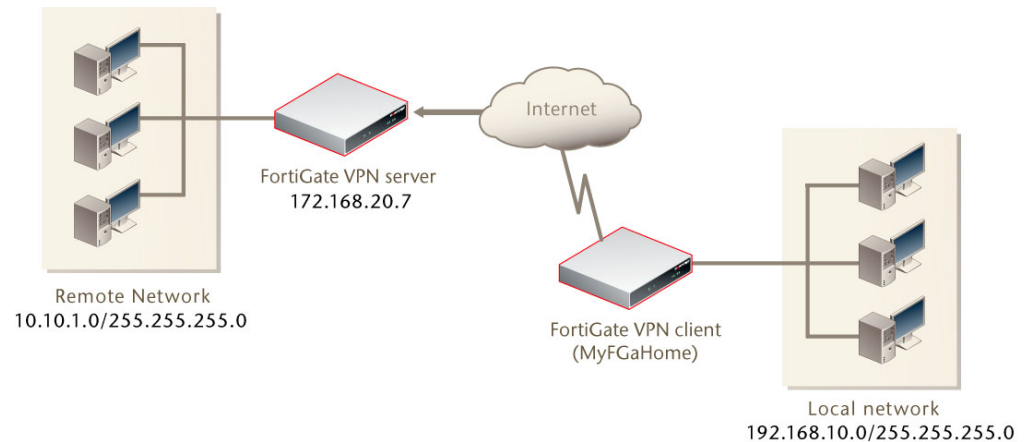 Internet
FortiGate VPN server
172.168.20.7
Remote Network
10.10.1.0/255.255.255.0
FortiGate VPN client
(MyFGaHome)
Local network
192.168.10.0/255.255.255.0